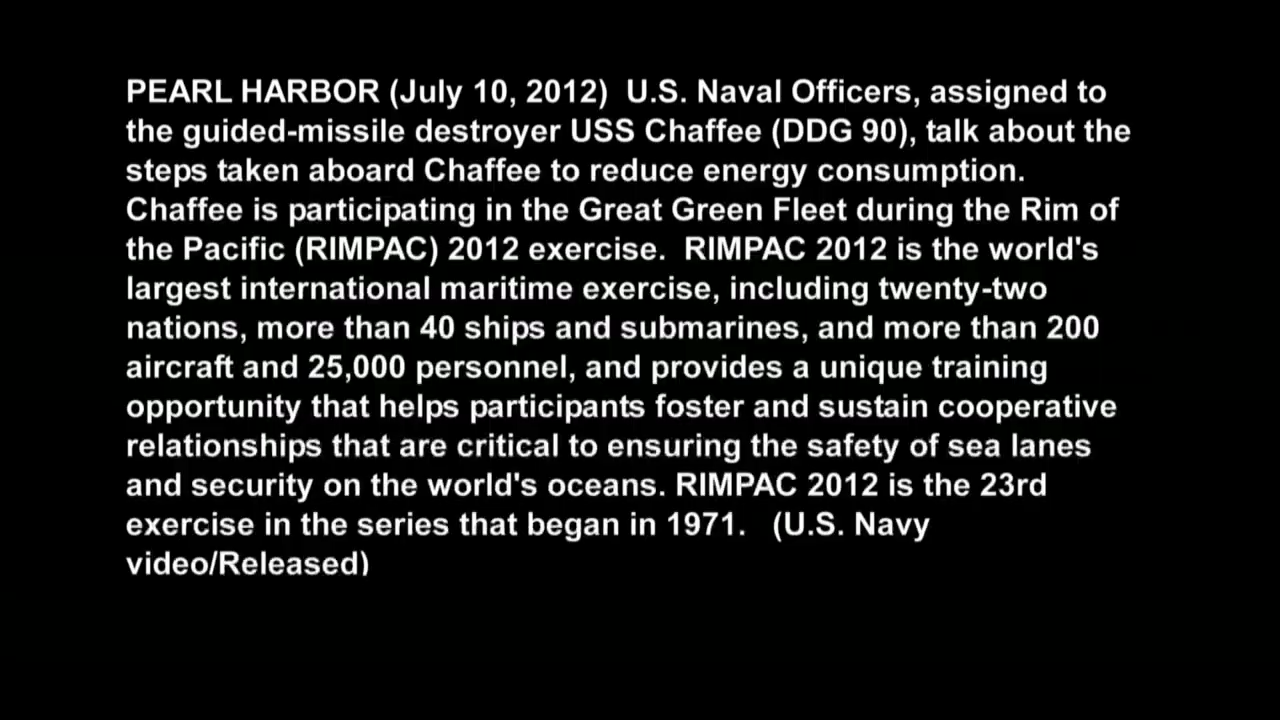 PEARL HARBOR (July 10, 2012)  U.S. Naval Officers, assigned to
the guided-missile destroyer USS Chaffee (DDG 90), talk about the
steps taken aboard Chaffee to reduce energy consumption.
Chaffee is participating in the Great Green Fleet during the Rim of
the Pacific (RIMPAC) 2012 exercise.  RIMPAC 2012 is the world's
largest international maritime exercise, including twenty-two
nations, more than 40 ships and submarines, and more than 200
aircraft and 25,000 personnel, and provides a unique training
opportunity that helps participants foster and sustain cooperative
relationships that are critical to ensuring the safety of sea lanes
and security on the world's oceans. RIMPAC 2012 is the 23rd
exercise in the series that began in 1971.   (U.S. Navy
video/Released)